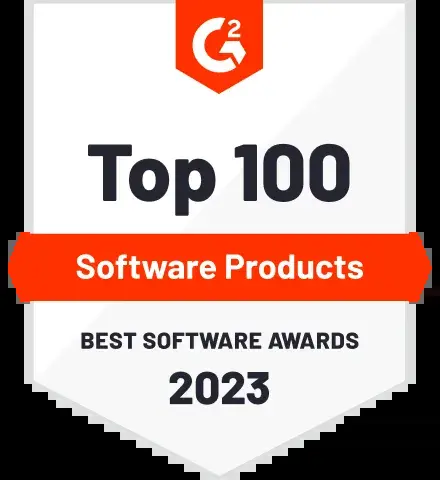 G2
Top 100
Software Products
BEST SOFTWARE AWARDS
2023